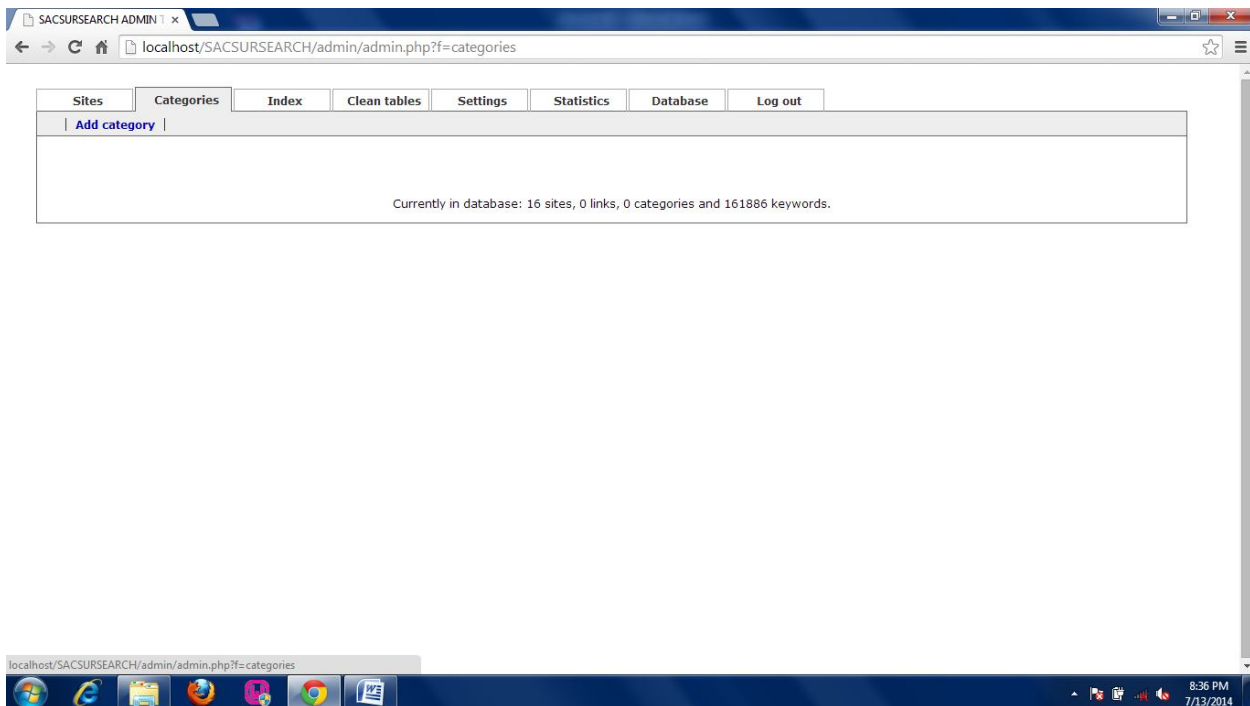 SACSURSEARCH ADMIN T
localhost/SACSURSEARCH/admin/admin.php?f=categories
Sites Categories Index Clean tables Settings Statistics Database Log out
| Add category |
Currently in database: 16 sites, 0 links, 0 categories and 161886 keywords.
localhost/SACSURSEARCH/admin/admin.php?f=categories
8:36 PM
7/13/2014